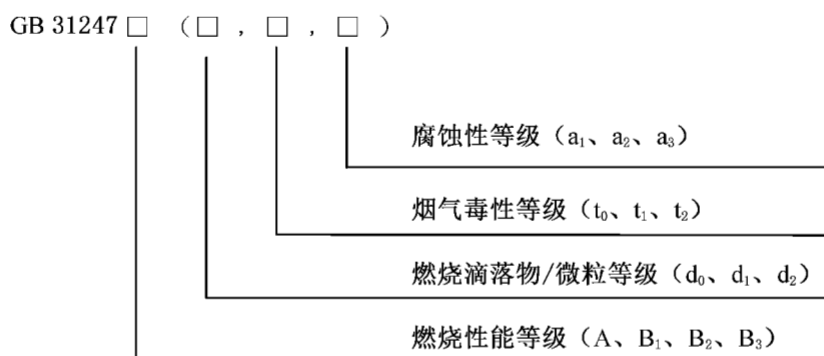 GB 31247 □ （□ , □ , □ ）
腐蚀性等级（a₁、a₂、a₃）
烟气毒性等级（t₀、t₁、t₂）
燃烧滴落物/微粒等级（d₀、d₁、d₂）
燃烧性能等级（A、B₁、B₂、B₃）